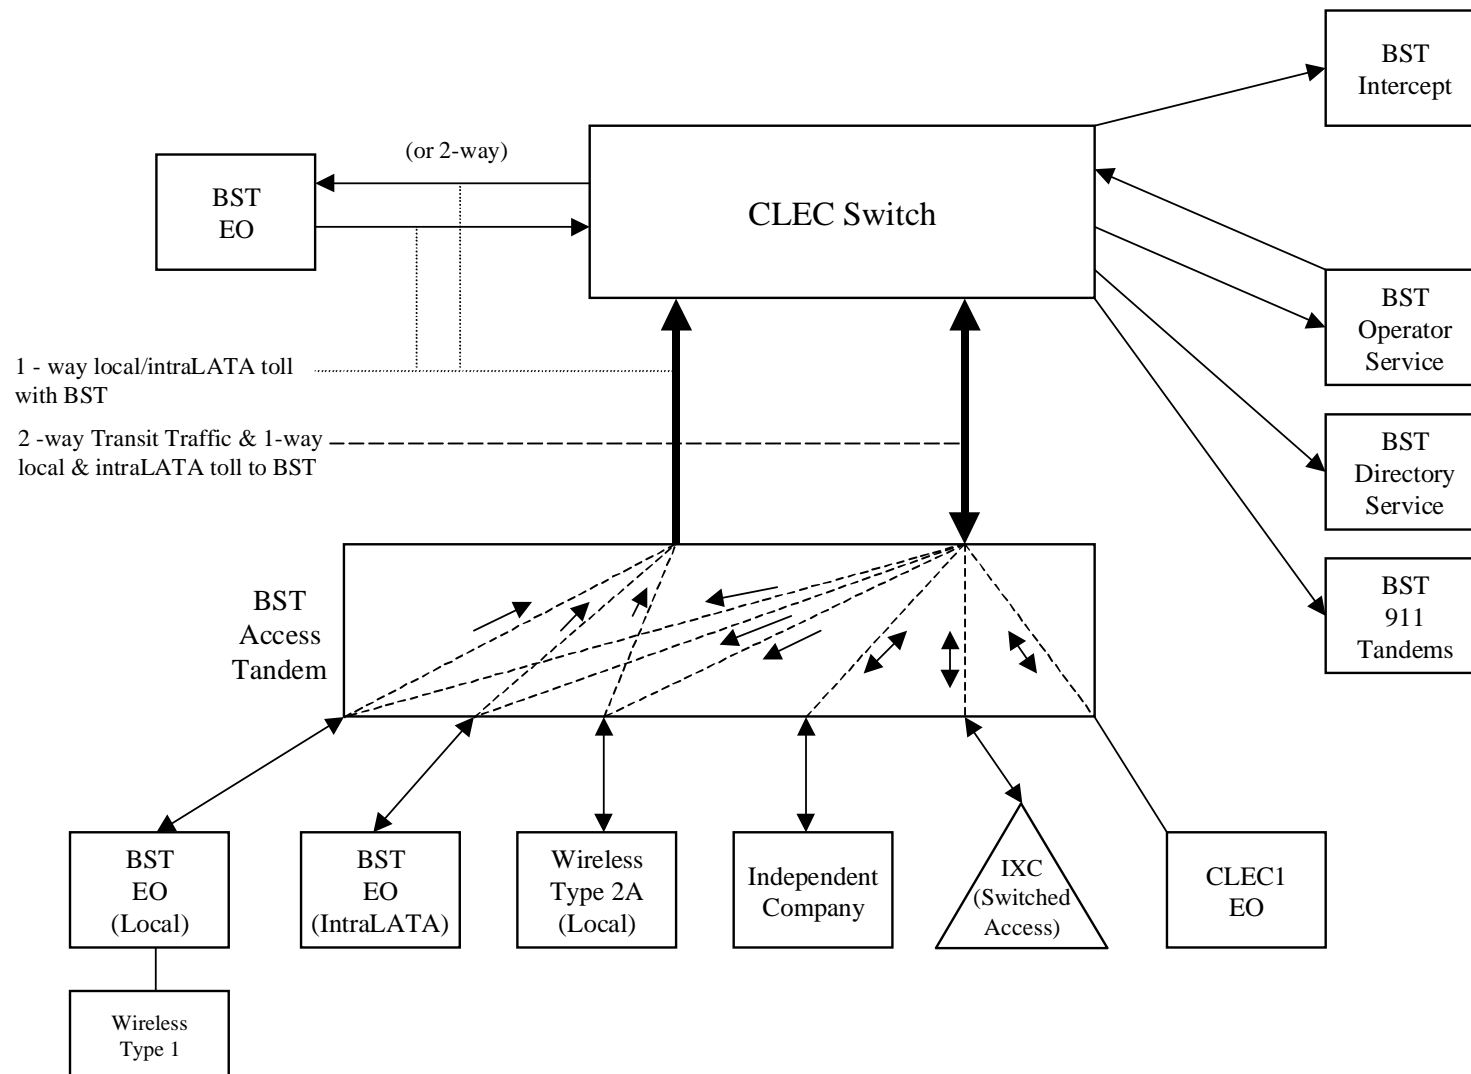 BST
Intercept
(or 2-way)
BST
EO
CLEC Switch
BST
Operator
Service
1 - way local/intraLATA toll
with BST
2 -way Transit Traffic & 1-way
local & intraLATA toll to BST
BST
Directory
Service
BST
Access
Tandem
BST
911
Tandems
BST
EO
(Local)
BST
EO
(IntraLATA)
Wireless
Type 2A
(Local)
Independent
Company
IXC
(Switched
Access)
CLEC1
EO
Wireless
Type 1